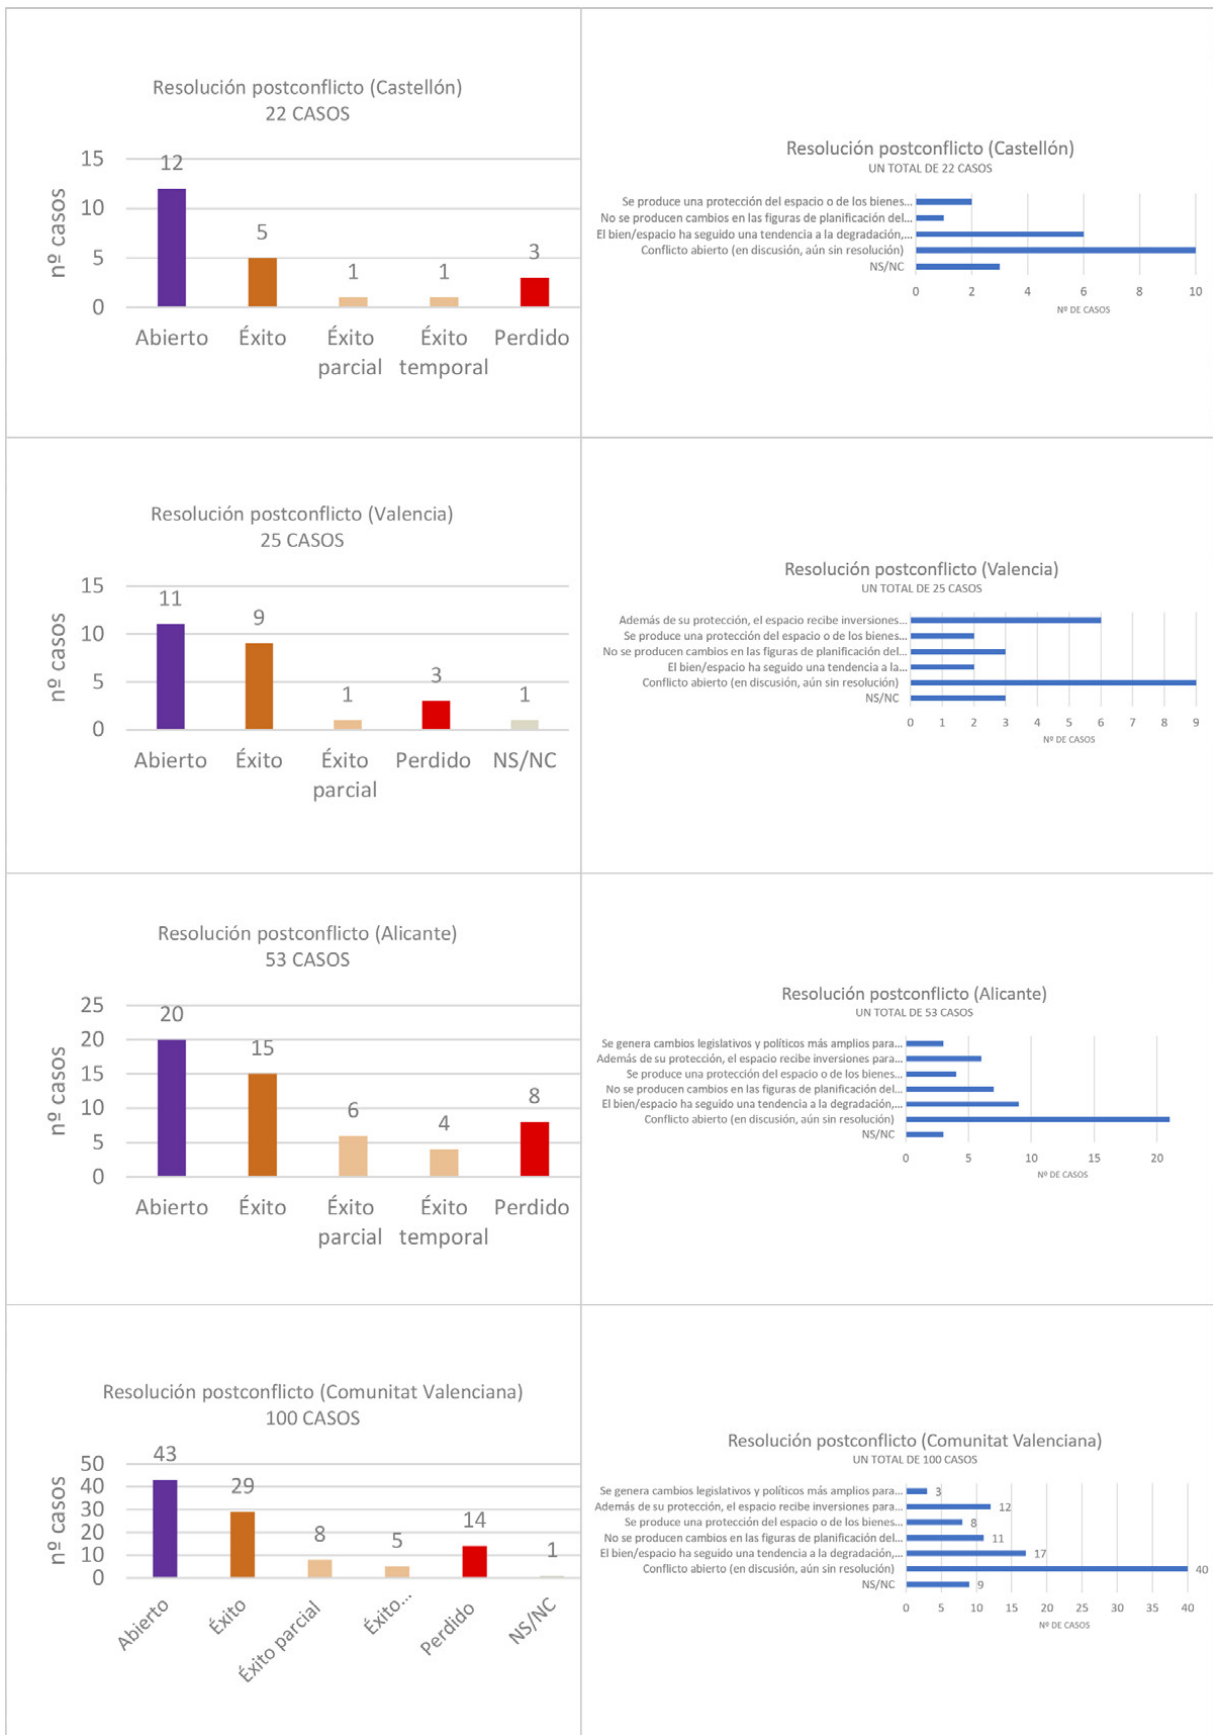 Resolución postconflicto (Castellón)
22 CASOS
nº casos
15
10
5
0
12
5
1
1
3
Abierto
Éxito
Éxito parcial
Éxito temporal
Perdido
Resolución postconflicto (Castellón)
UN TOTAL DE 22 CASOS
Se produce una protección del espacio o de los bienes...
No se producen cambios en las figuras de planificación del...
El bien/espacio ha seguido una tendencia a la degradación,...
Conflicto abierto (en discusión, aún sin resolución)
NS/NC
0 2 4 6 8 10
Nº DE CASOS
Resolución postconflicto (Valencia)
25 CASOS
nº casos
15
10
5
0
11
9
1
3
1
Abierto
Éxito
Éxito parcial
Perdido
NS/NC
Resolución postconflicto (Valencia)
UN TOTAL DE 25 CASOS
Además de su protección, el espacio recibe inversiones...
Se produce una protección del espacio o de los bienes...
No se producen cambios en las figuras de planificación del...
El bien/espacio ha seguido una tendencia a la...
Conflicto abierto (en discusión, aún sin resolución)
NS/NC
0 1 2 3 4 5 6 7 8 9
Nº DE CASOS
Resolución postconflicto (Alicante)
53 CASOS
nº casos
25
20
15
10
5
0
20
15
6
4
8
Abierto
Éxito
Éxito parcial
Éxito temporal
Perdido
Resolución postconflicto (Alicante)
UN TOTAL DE 53 CASOS
Se genera cambios legislativos y políticos más amplios para...
Además de su protección, el espacio recibe inversiones para...
Se produce una protección del espacio o de los bienes...
No se producen cambios en las figuras de planificación del...
El bien/espacio ha seguido una tendencia a la degradación,...
Conflicto abierto (en discusión, aún sin resolución)
NS/NC
0 5 10 15 20
Nº DE CASOS
Resolución postconflicto (Comunitat Valenciana)
100 CASOS
nº casos
50
40
30
20
10
0
43
29
8
5
14
1
Abierto
Éxito
Éxito parcial
Éxito...
Perdido
NS/NC
Resolución postconflicto (Comunitat Valenciana)
UN TOTAL DE 100 CASOS
Se genera cambios legislativos y políticos más amplios para... 3
Además de su protección, el espacio recibe inversiones para... 12
Se produce una protección del espacio o de los bienes... 8
No se producen cambios en las figuras de planificación del... 11
El bien/espacio ha seguido una tendencia a la degradación,... 17
Conflicto abierto (en discusión, aún sin resolución) 40
NS/NC 9
0 5 10 15 20 25 30 35 40
Nº DE CASOS